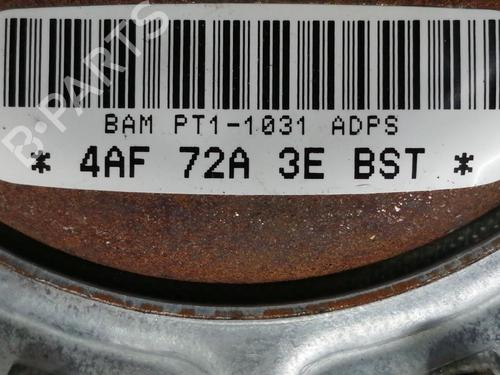 B-PARTS
BAM PT1-1031 ADPS
* 4AF 72A 3E BST *